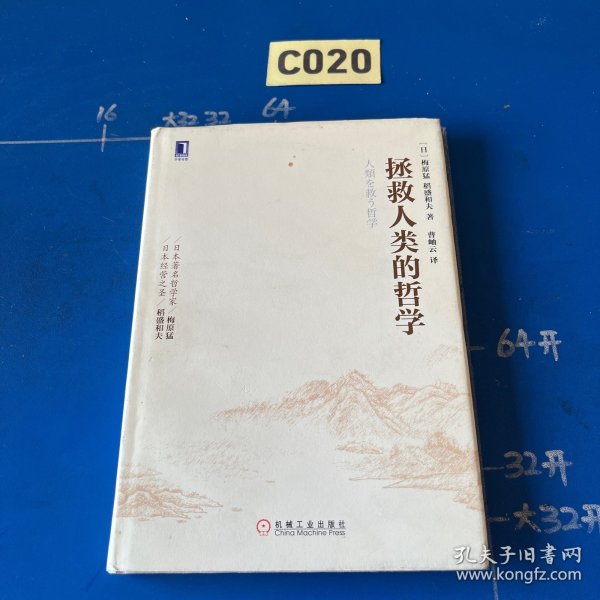 C020
16
大32
32
64
[日] 梅原猛 稻盛和夫 著
曹岫云 译
拯救人类的哲学
人類を救う哲学
/日本著名哲学家/梅原猛
/日本经营之圣/稻盛和夫
64开
32开
大32开
机械工业出版社
China Machine Press
孔夫子旧书网
www.kongfz.com